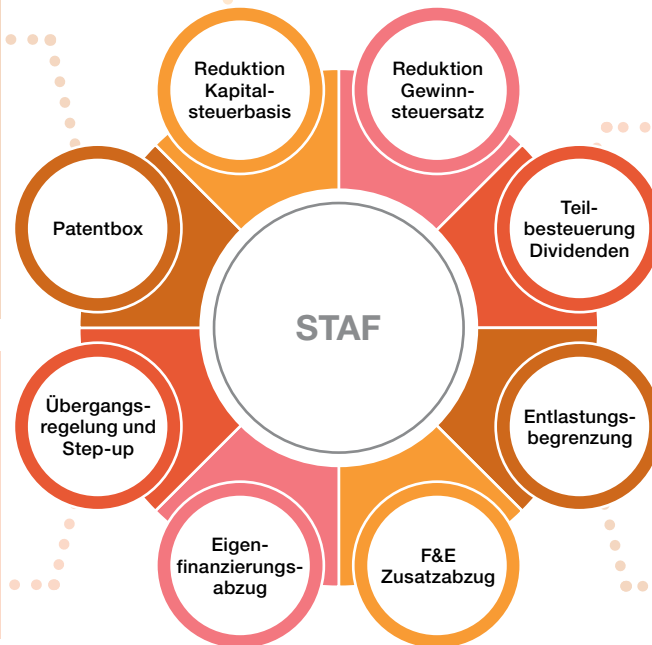 Reduktion
Kapital-
steuerbasis
Reduktion
Gewinn-
steuersatz
Patentbox
Teil-
besteuerung
Dividenden
STAF
Übergangs-
regelung und
Step-up
Entlastungs-
begrenzung
Eigen-
finanzierungs-
abzug
F&E
Zusatzabzug